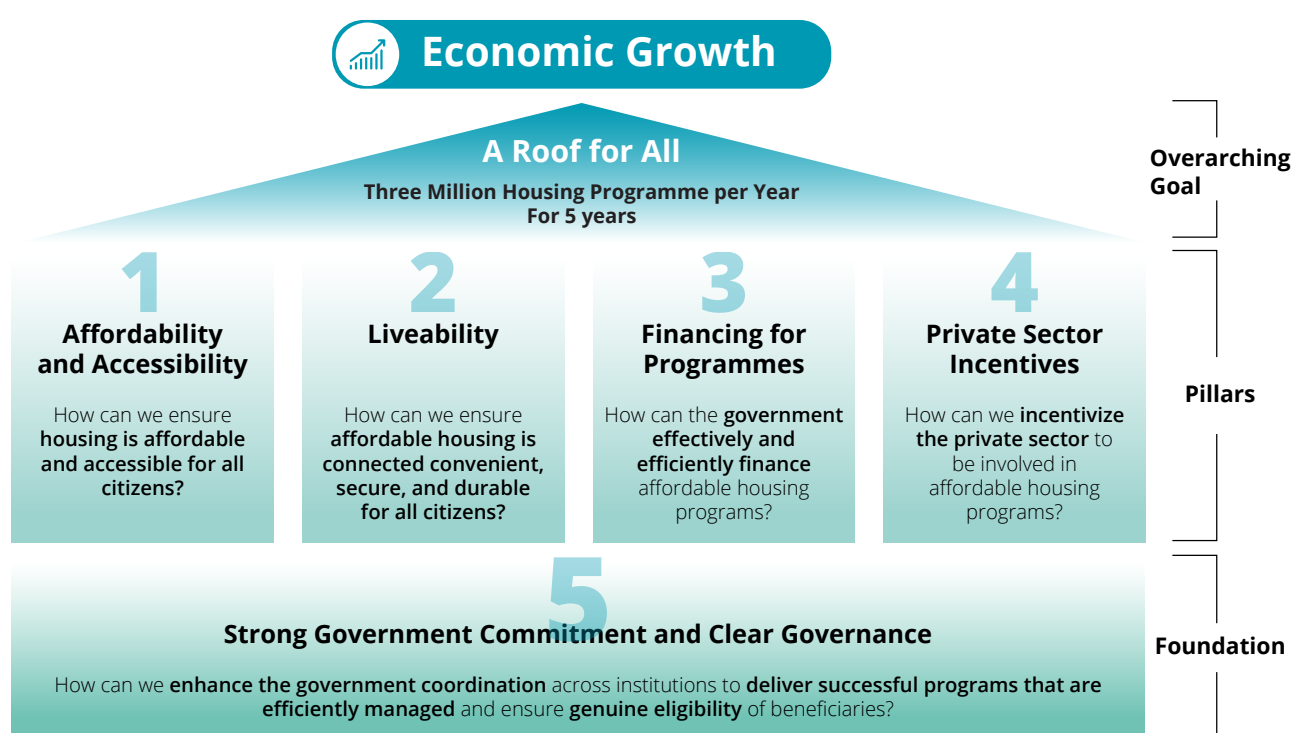 Economic Growth
A Roof for All
Three Million Housing Programme per Year
For 5 years
Overarching
Goal
1
Affordability
and Accessibility
How can we ensure
housing is affordable
and accessible for all
citizens?
2
Liveability
How can we ensure
affordable housing is
connected convenient,
secure, and durable
for all citizens?
3
Financing for
Programmes
How can the government
effectively and
efficiently finance
affordable housing
programs?
4
Private Sector
Incentives
How can we incentivize
the private sector to
be involved in
affordable housing
programs?
Pillars
5
Strong Government Commitment and Clear Governance
How can we enhance the government coordination across institutions to deliver successful programs that are
efficiently managed and ensure genuine eligibility of beneficiaries?
Foundation